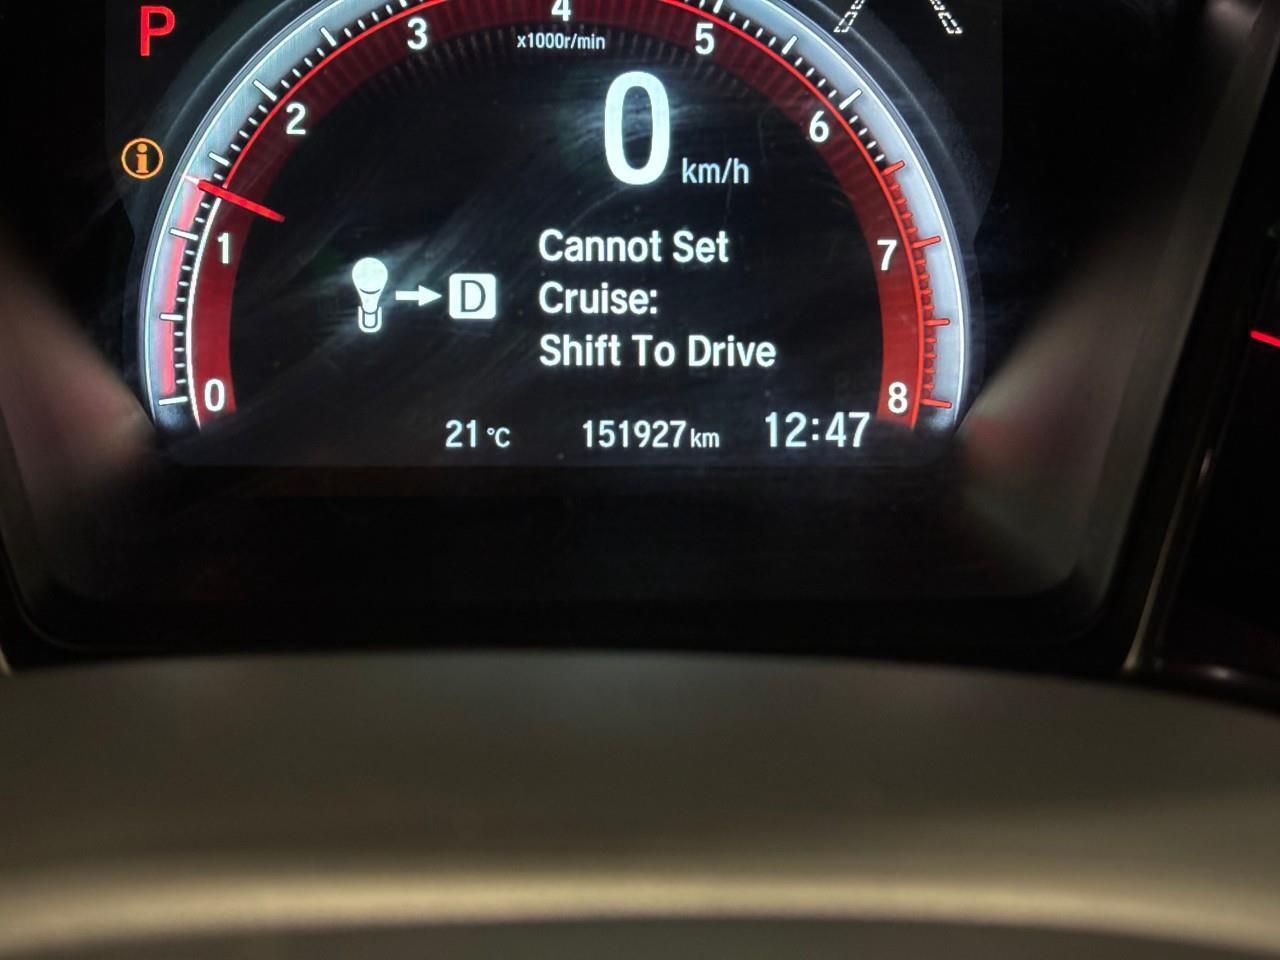 P
4
3
5
x1000r/min
2
0
6
km/h
i
1
Cannot Set
7
D
Cruise:
Shift To Drive
0
8
21 °C
151927 km
12:47